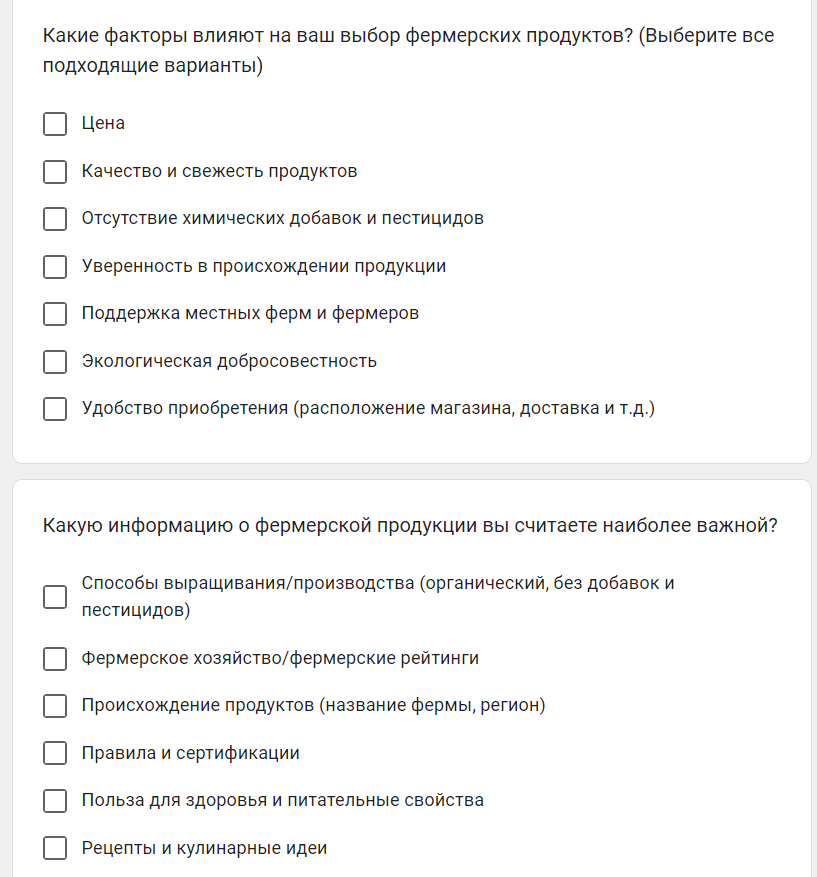 Какие факторы влияют на ваш выбор фермерских продуктов? (Выберите все
подходящие варианты)
Цена
Качество и свежесть продуктов
Отсутствие химических добавок и пестицидов
Уверенность в происхождении продукции
Поддержка местных ферм и фермеров
Экологическая добросовестность
Удобство приобретения (расположение магазина, доставка и т.д.)
Какую информацию о фермерской продукции вы считаете наиболее важной?
Способы выращивания/производства (органический, без добавок и
пестицидов)
Фермерское хозяйство/фермерские рейтинги
Происхождение продуктов (название фермы, регион)
Правила и сертификации
Польза для здоровья и питательные свойства
Рецепты и кулинарные идеи